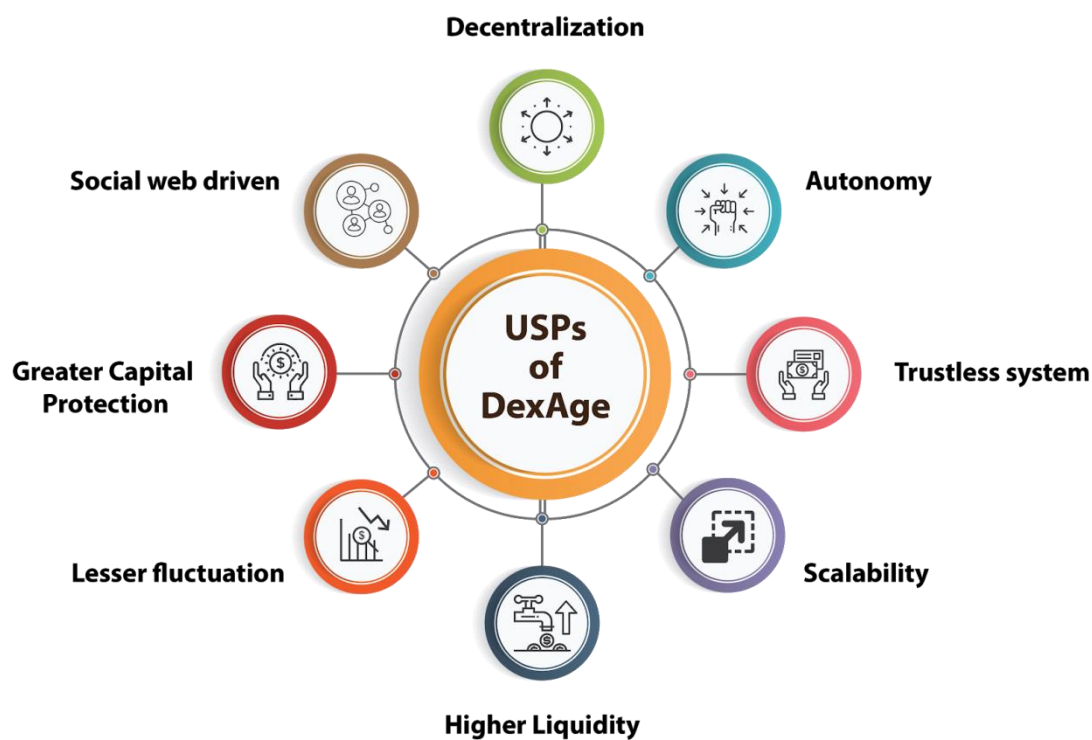 Decentralization
Social web driven
Autonomy
USPs
of
DexAge
Greater Capital
Protection
Trustless system
Lesser fluctuation
Scalability
Higher Liquidity